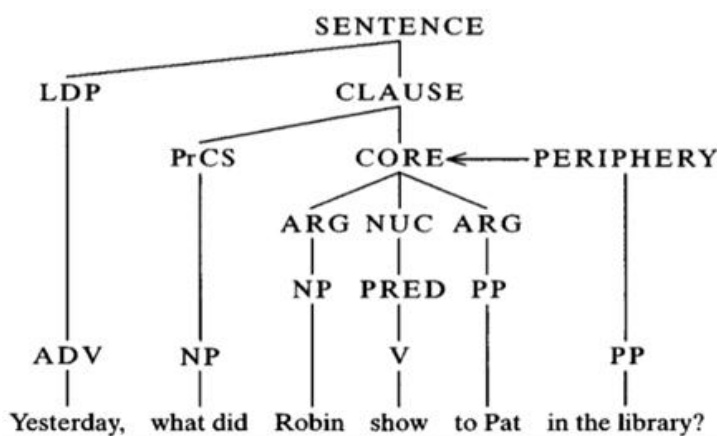 SENTENCE
LDP CLAUSE
PrCS CORE PERIPHERY
ARG NUC ARG
NP PRED PP
ADV NP V PP
Yesterday, what did Robin show to Pat in the library?